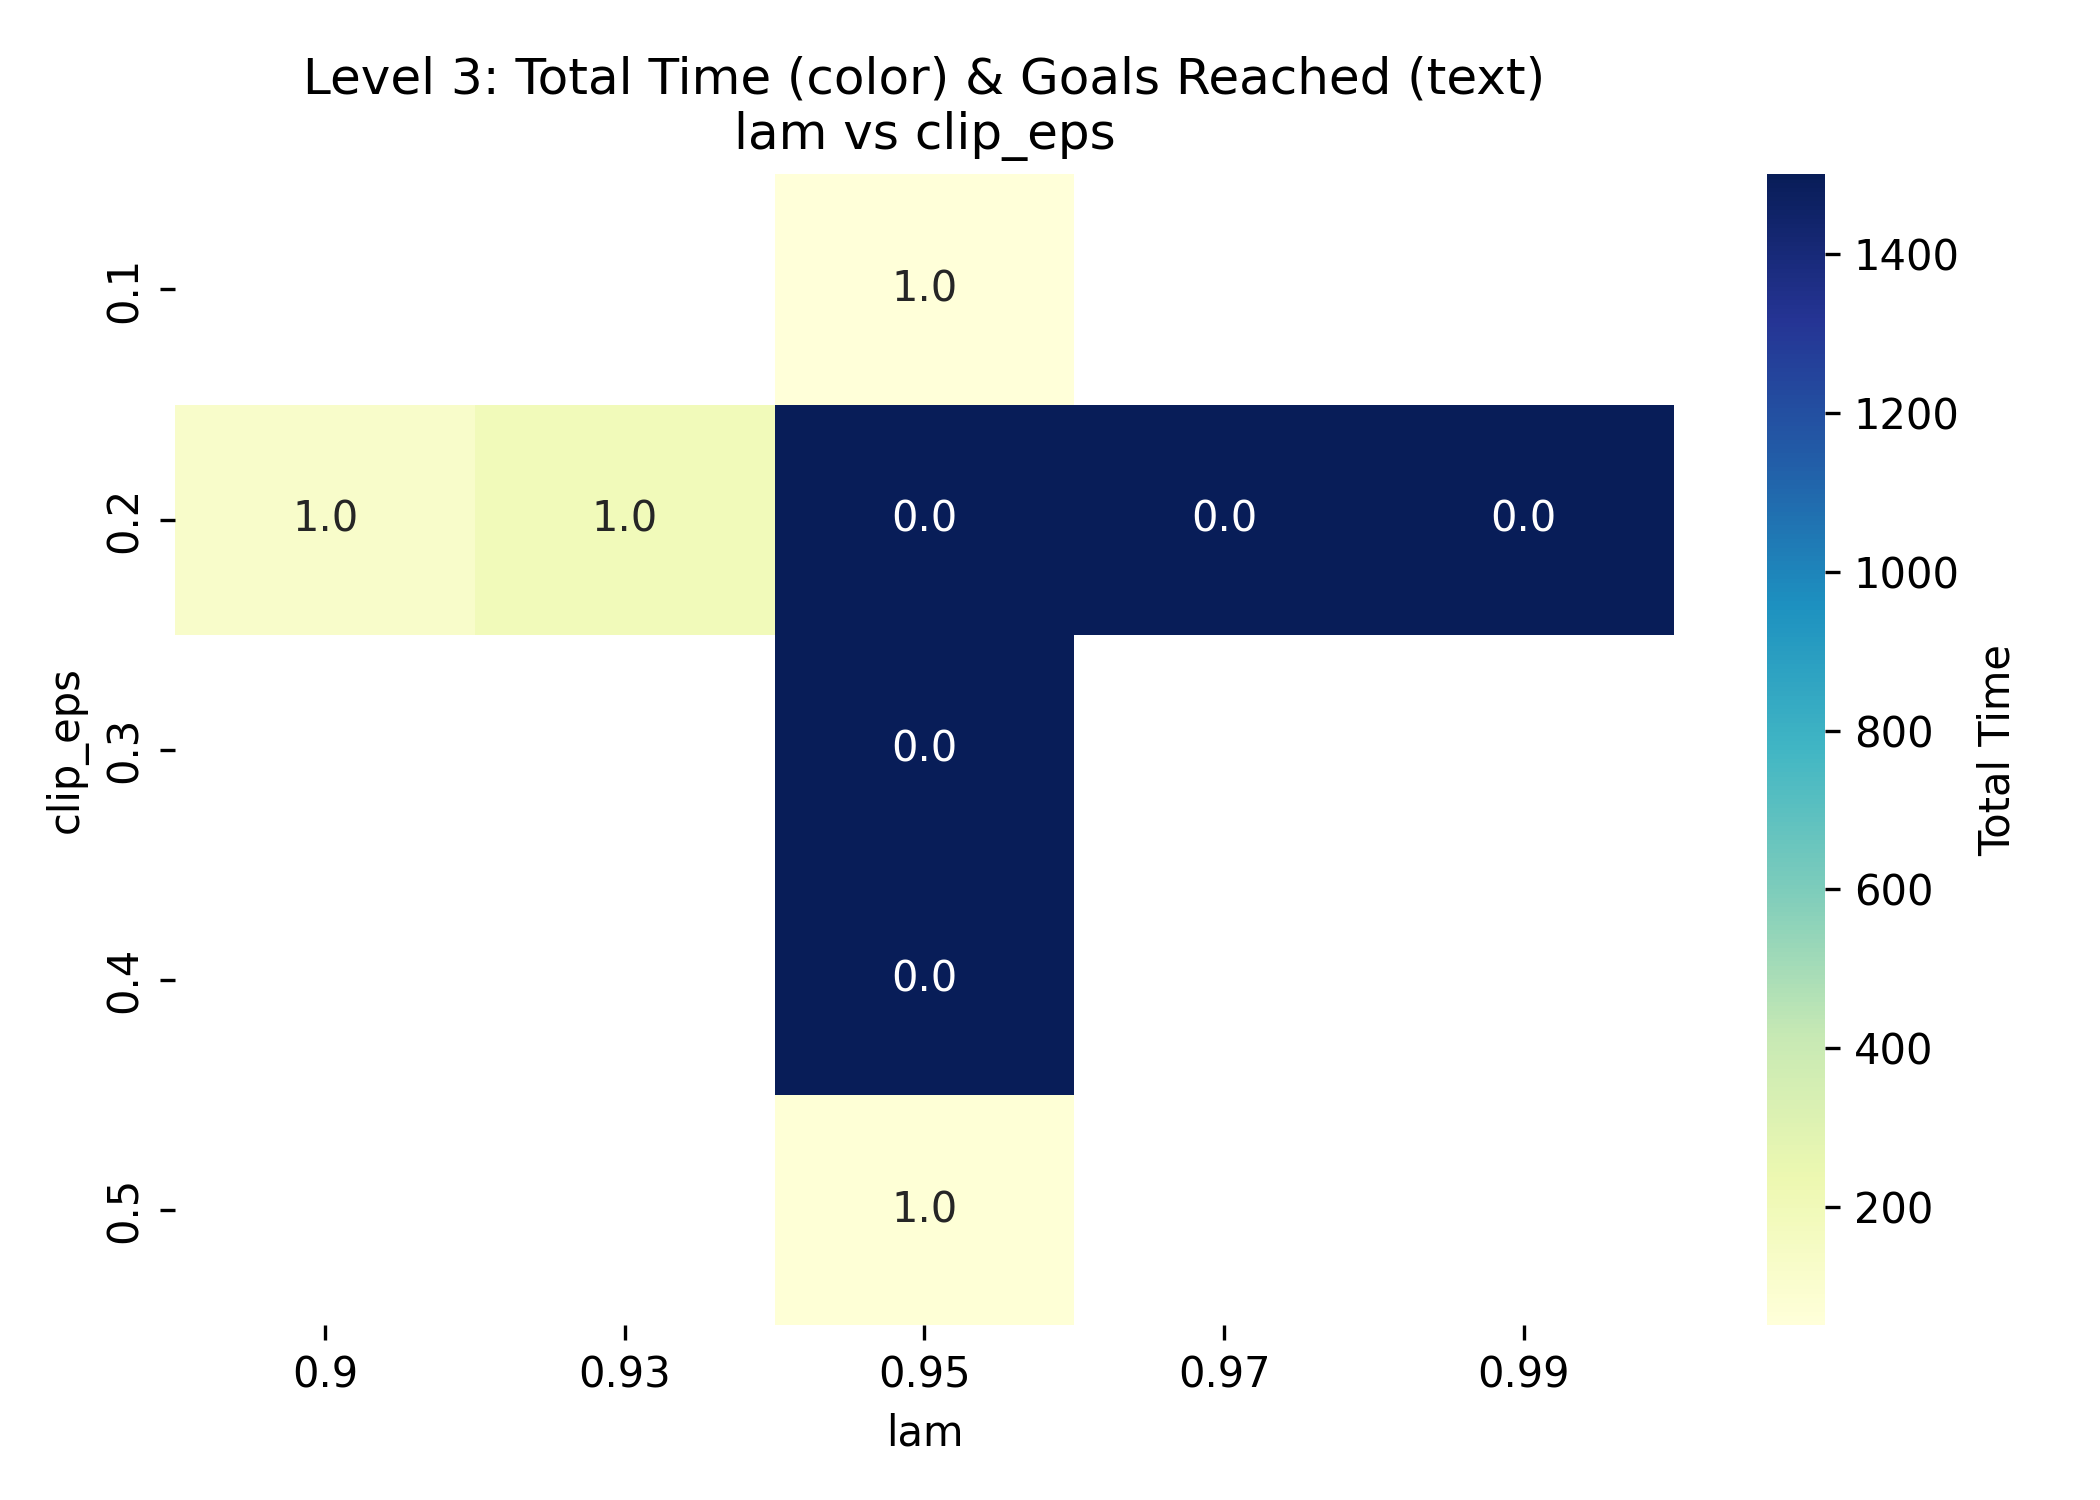 Level 3: Total Time (color) & Goals Reached (text)
lam vs clip_eps
clip_eps
0.1
1.0
0.2
1.0 1.0 0.0 0.0 0.0
0.3
0.0
0.4
0.0
0.5
1.0
0.9 0.93 0.95 0.97 0.99
lam
1400
1200
1000
800
600
400
200
Total Time